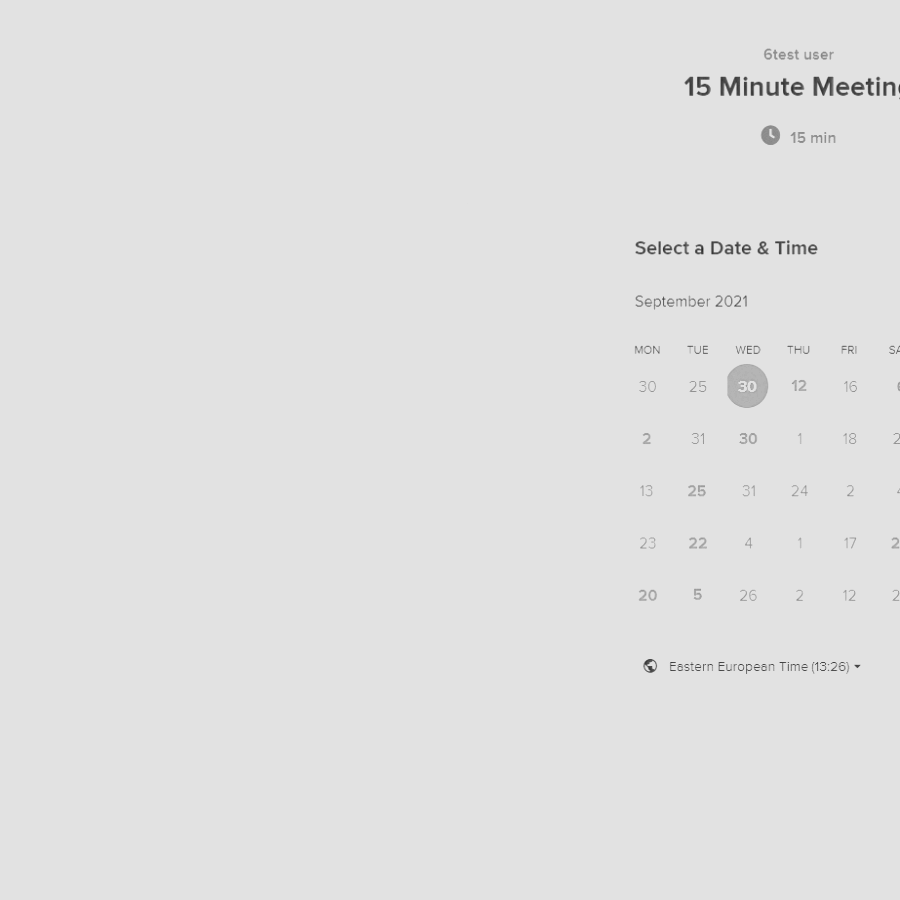 6test user
15 Minute Meetin
15 min
Select a Date & Time
September 2021
MON TUE WED THU FRI SA
30 25 30 12 16
2 31 30 1 18 2
13 25 31 24 2
23 22 4 1 17 2
20 5 26 2 12 2
Eastern European Time (13:26)